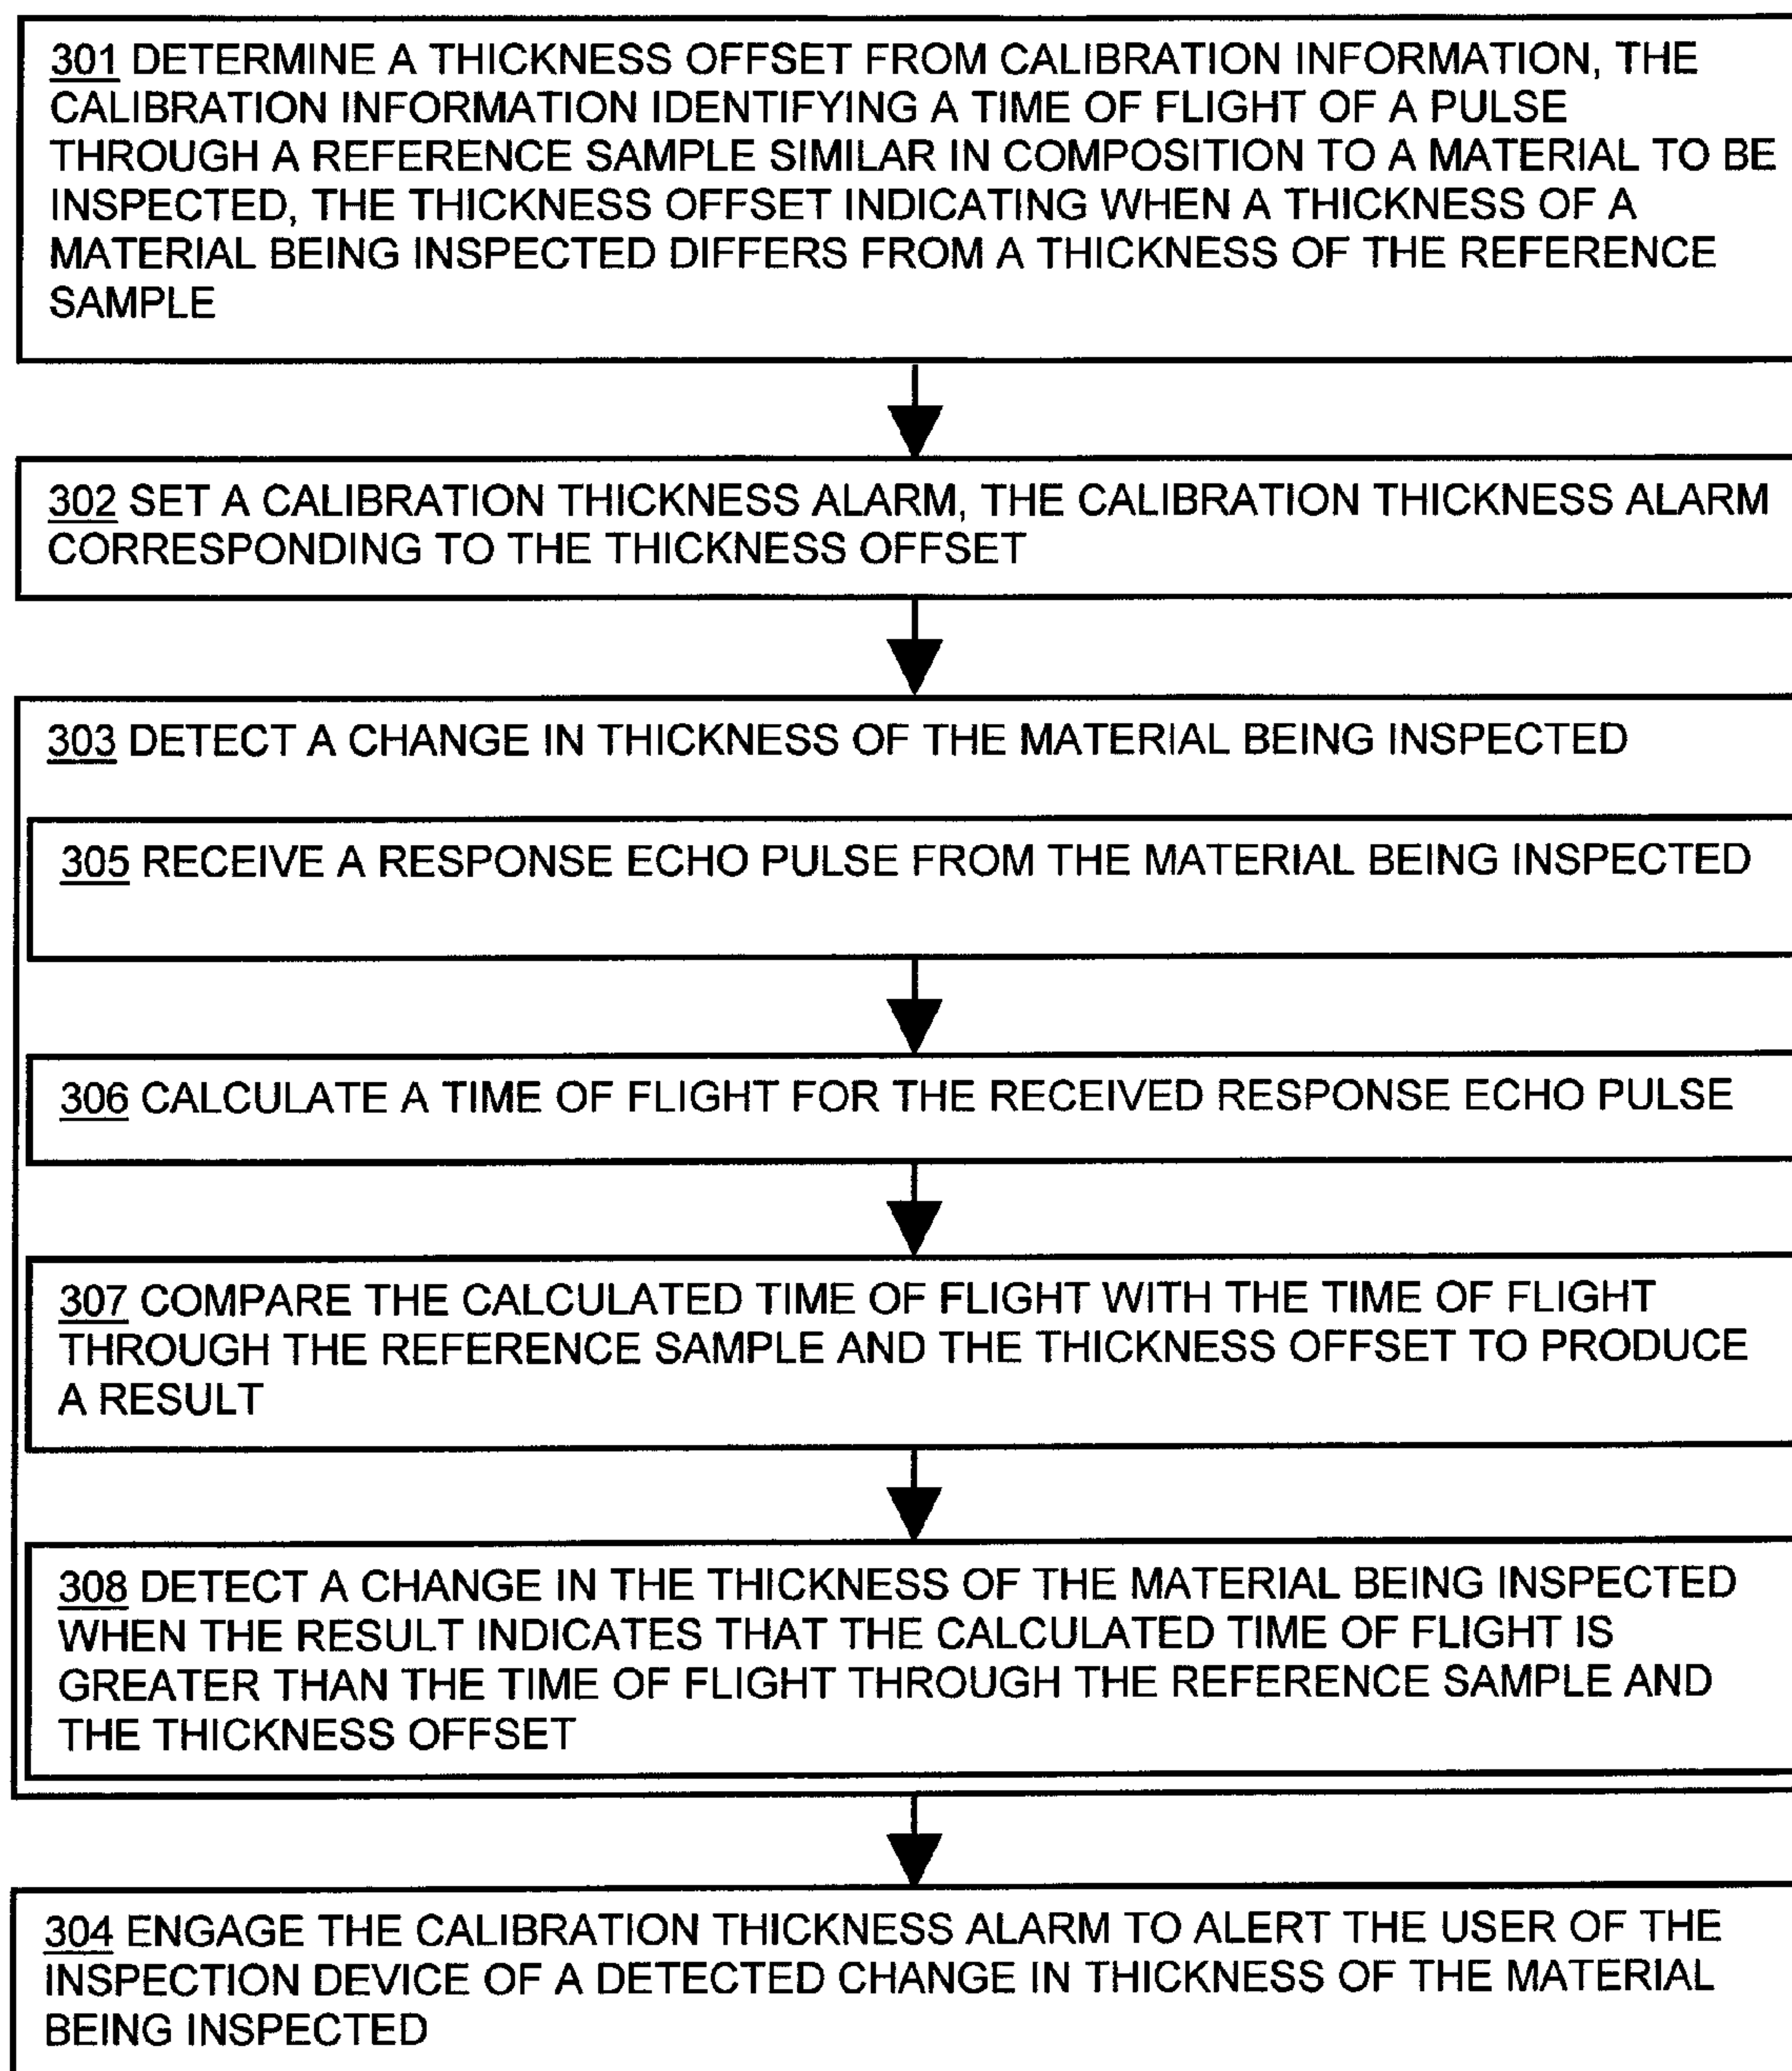 301 DETERMINE A THICKNESS OFFSET FROM CALIBRATION INFORMATION, THE
CALIBRATION INFORMATION IDENTIFYING A TIME OF FLIGHT OF A PULSE
THROUGH A REFERENCE SAMPLE SIMILAR IN COMPOSITION TO A MATERIAL TO BE
INSPECTED, THE THICKNESS OFFSET INDICATING WHEN A THICKNESS OF A
MATERIAL BEING INSPECTED DIFFERS FROM A THICKNESS OF THE REFERENCE
SAMPLE
302 SET A CALIBRATION THICKNESS ALARM, THE CALIBRATION THICKNESS ALARM
CORRESPONDING TO THE THICKNESS OFFSET
303 DETECT A CHANGE IN THICKNESS OF THE MATERIAL BEING INSPECTED
305 RECEIVE A RESPONSE ECHO PULSE FROM THE MATERIAL BEING INSPECTED
306 CALCULATE A TIME OF FLIGHT FOR THE RECEIVED RESPONSE ECHO PULSE
307 COMPARE THE CALCULATED TIME OF FLIGHT WITH THE TIME OF FLIGHT
THROUGH THE REFERENCE SAMPLE AND THE THICKNESS OFFSET TO PRODUCE
A RESULT
308 DETECT A CHANGE IN THE THICKNESS OF THE MATERIAL BEING INSPECTED
WHEN THE RESULT INDICATES THAT THE CALCULATED TIME OF FLIGHT IS
GREATER THAN THE TIME OF FLIGHT THROUGH THE REFERENCE SAMPLE AND
THE THICKNESS OFFSET
304 ENGAGE THE CALIBRATION THICKNESS ALARM TO ALERT THE USER OF THE
INSPECTION DEVICE OF A DETECTED CHANGE IN THICKNESS OF THE MATERIAL
BEING INSPECTED